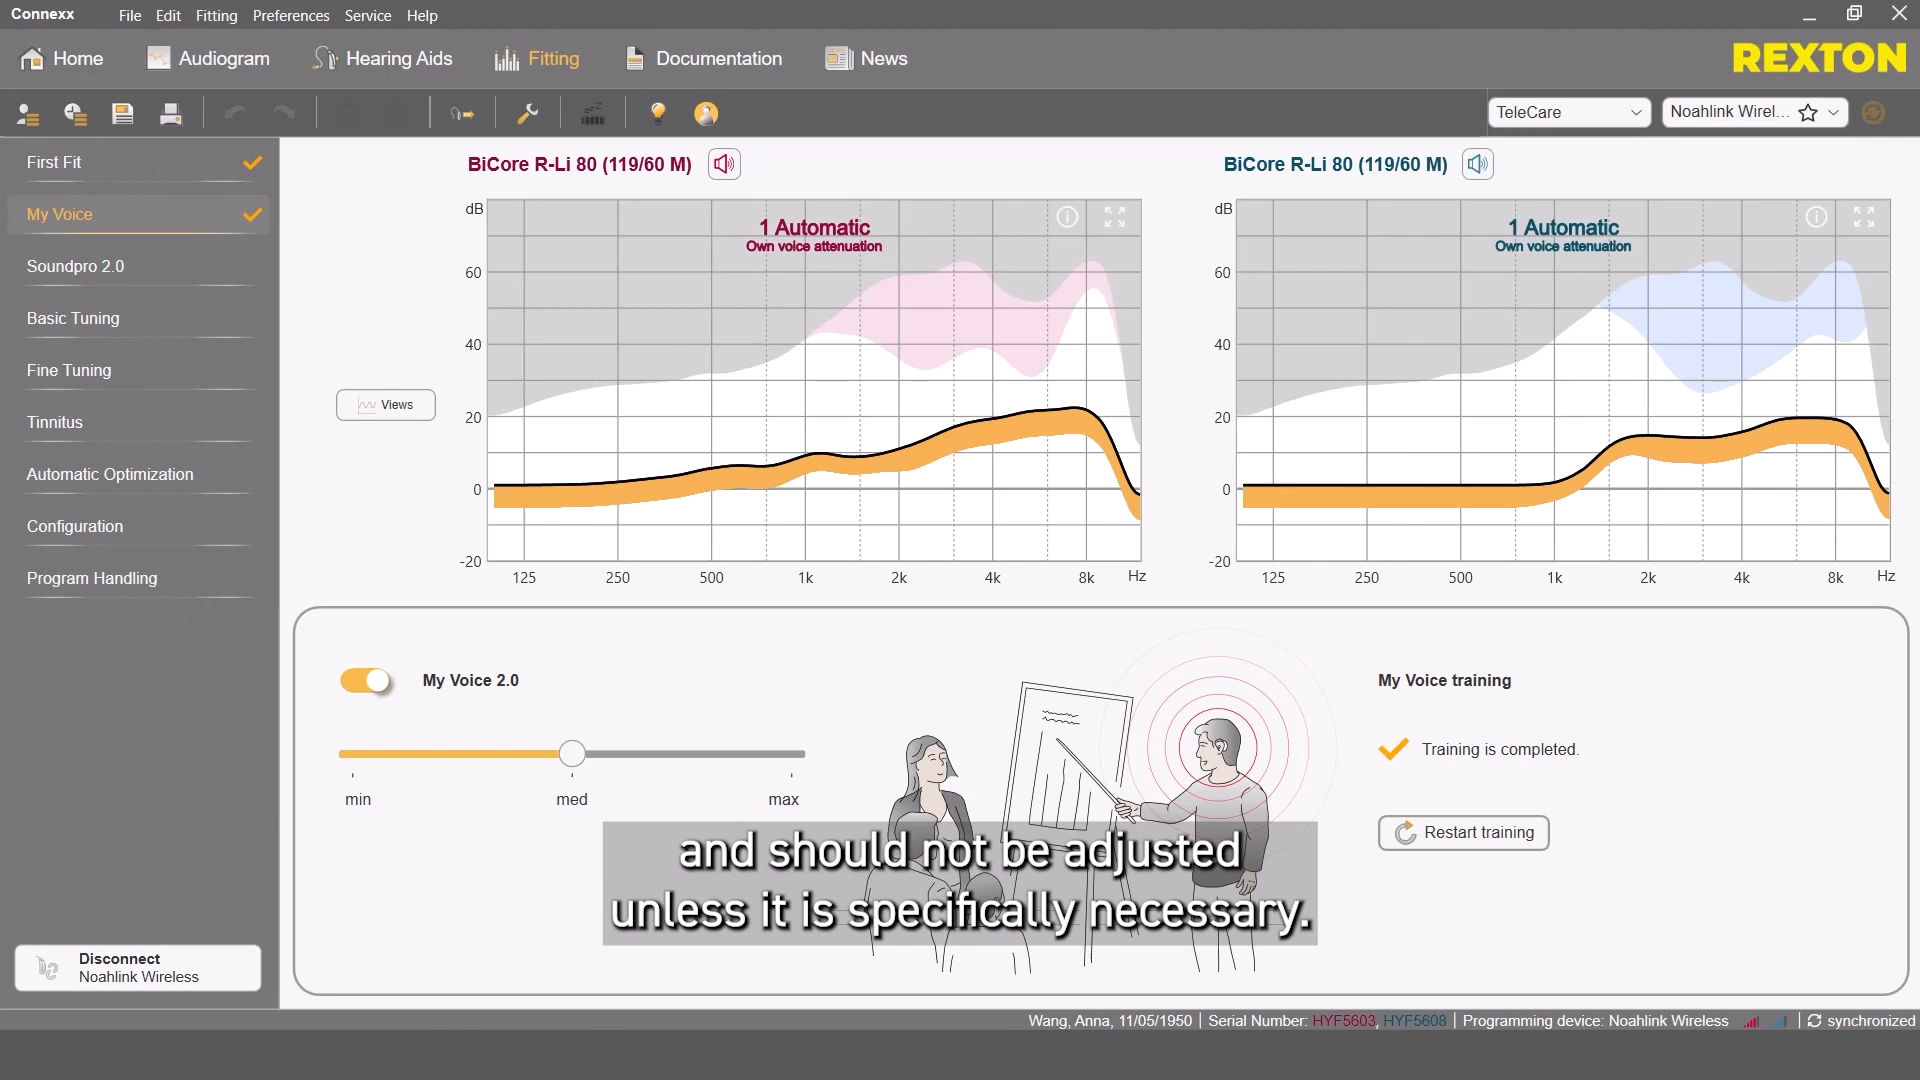 Connexx File Edit Fitting Preferences Service Help
Home Audiogram Hearing Aids Fitting Documentation News REXTON
TeleCare Noahlink Wirel...
First Fit
My Voice
Soundpro 2.0
Basic Tuning
Fine Tuning
Tinnitus
Automatic Optimization
Configuration
Program Handling
Disconnect
Noahlink Wireless
Views
BiCore R-Li 80 (119/60 M)
dB
1 Automatic
Own voice attenuation
60
40
20
0
-20
125 250 500 1k 2k 4k 8k Hz
BiCore R-Li 80 (119/60 M)
dB
1 Automatic
Own voice attenuation
60
40
20
0
-20
125 250 500 1k 2k 4k 8k Hz
My Voice 2.0
min med max
My Voice training
Training is completed.
Restart training
and should not be adjusted
unless it is specifically necessary.
Wang, Anna, 11/05/1950 | Serial Number: HYF5603, HYF5608 | Programming device: Noahlink Wireless | synchronized